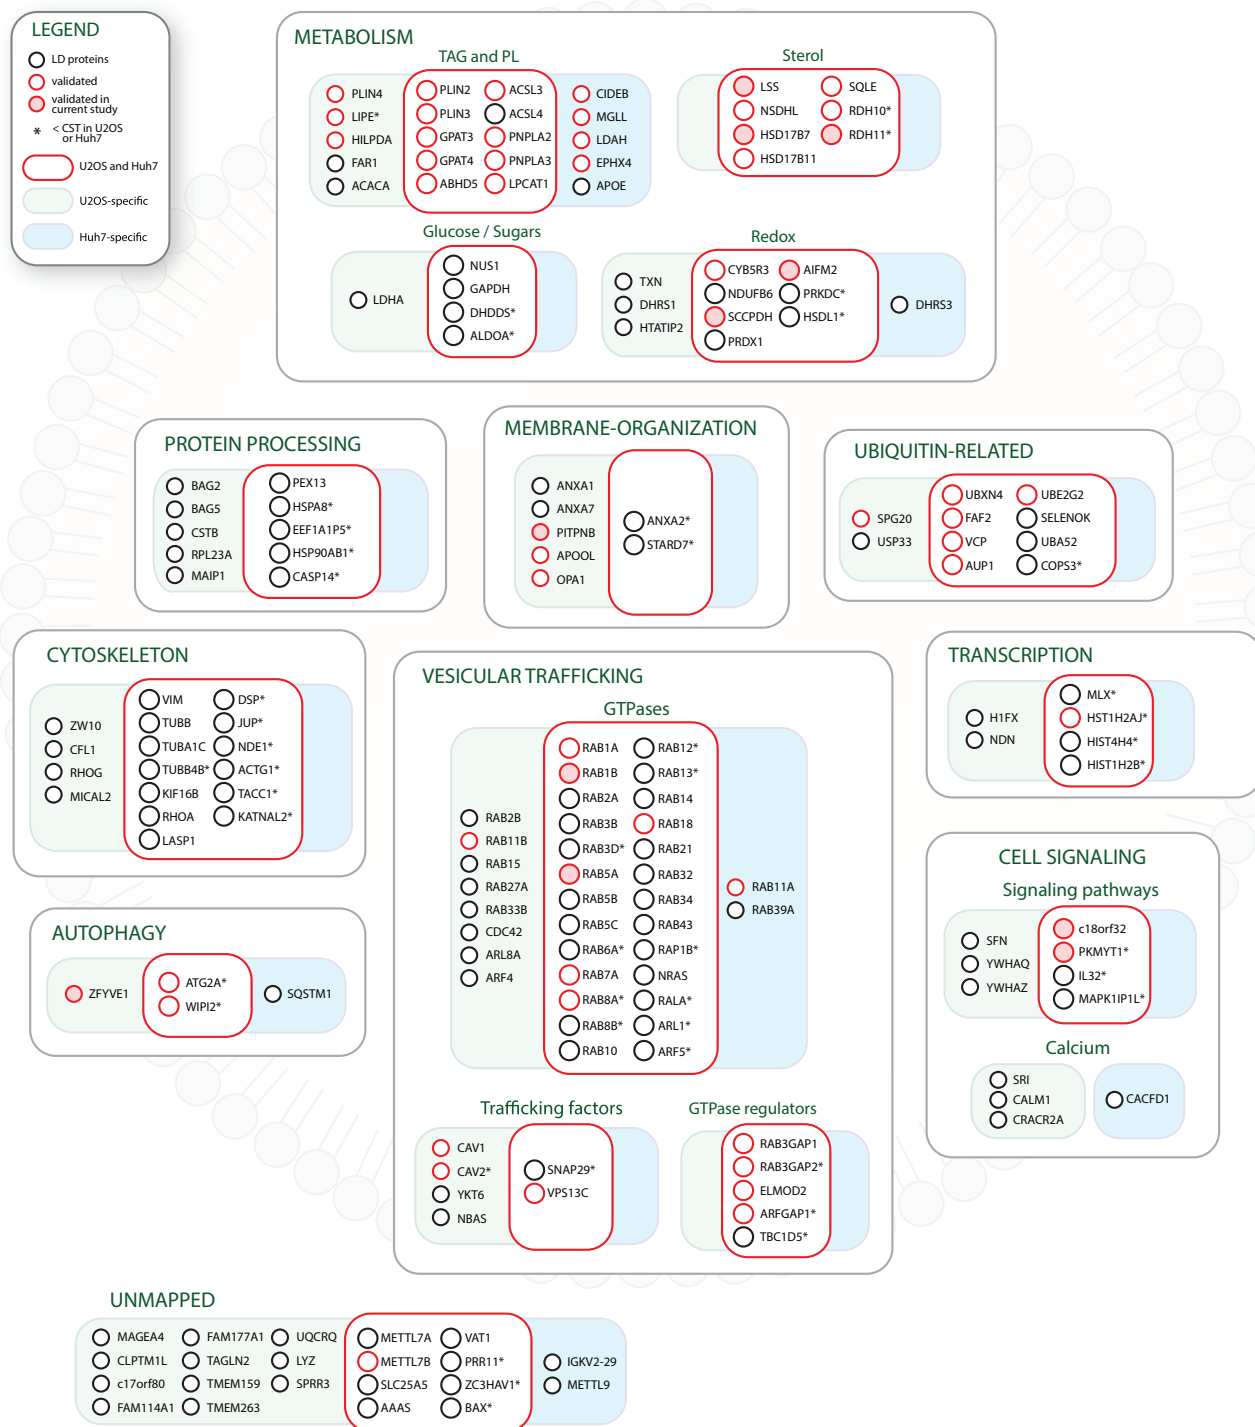 LEGEND
LD proteins
validated
validated in
current study
* < CST in U2OS
or Huh7
U2OS and Huh7
U2OS-specific
Huh7-specific
METABOLISM
TAG and PL
PLIN4
LIPE*
HILPDA
FAR1
ACACA
PLIN2
PLIN3
GPAT3
GPAT4
ABHD5
ACSL3
ACSL4
PNPLA2
PNPLA3
LPCAT1
CIDEB
MGLL
LDAH
EPHX4
APOE
Sterol
LSS
NSDHL
HSD17B7
HSD17B11
SQLE
RDH10*
RDH11*
Glucose / Sugars
LDHA
NUS1
GAPDH
DHDDS*
ALDOA*
Redox
TXN
DHRS1
HTATIP2
CYB5R3
NDUFB6
SCCPDH
PRDX1
AIFM2
PRKDC*
HSDL1*
DHRS3
PROTEIN PROCESSING
BAG2
BAG5
CSTB
RPL23A
MAIP1
PEX13
HSPA8*
EEF1A1P5*
HSP90AB1*
CASP14*
MEMBRANE-ORGANIZATION
ANXA1
ANXA7
PITPNB
APOOL
OPA1
ANXA2*
STARD7*
UBIQUITIN-RELATED
SPG20
USP33
UBXN4
FAF2
VCP
AUP1
UBE2G2
SELENOK
UBA52
COPS3*
CYTOSKELETON
ZW10
CFL1
RHOG
MICAL2
VIM
TUBB
TUBA1C
TUBB4B*
KIF16B
RHOA
LASP1
DSP*
JUP*
NDE1*
ACTG1*
TACC1*
KATNAL2*
VESICULAR TRAFFICKING
GTPases
RAB2B
RAB11B
RAB15
RAB27A
RAB33B
CDC42
ARL8A
ARF4
RAB1A
RAB1B
RAB2A
RAB3B
RAB3D*
RAB5A
RAB5B
RAB5C
RAB6A*
RAB7A
RAB8A*
RAB8B*
RAB10
RAB12*
RAB13*
RAB14
RAB18
RAB21
RAB32
RAB34
RAB43
RAP1B*
NRAS
RALA*
ARL1*
ARF5*
RAB11A
RAB39A
Trafficking factors
CAV1
CAV2*
YKT6
NBAS
SNAP29*
VPS13C
GTPase regulators
RAB3GAP1
RAB3GAP2*
ELMOD2
ARFGAP1*
TBC1D5*
TRANSCRIPTION
H1FX
NDN
MLX*
HST1H2AJ*
HIST4H4*
HIST1H2B*
AUTOPHAGY
ZFYVE1
ATG2A*
WIPI2*
SQSTM1
CELL SIGNALING
Signaling pathways
SFN
YWHAQ
YWHAZ
c18orf32
PKMYT1*
IL32*
MAPK1IP1L*
Calcium
SRI
CALM1
CRACR2A
CACFD1
UNMAPPED
MAGEA4
CLPTM1L
c17orf80
FAM114A1
FAM177A1
TAGLN2
TMEM159
TMEM263
UQCRQ
LYZ
SPRR3
METTL7A
METTL7B
SLC25A5
AAAS
VAT1
PRR11*
ZC3HAV1*
BAX*
IGKV2-29
METTL9